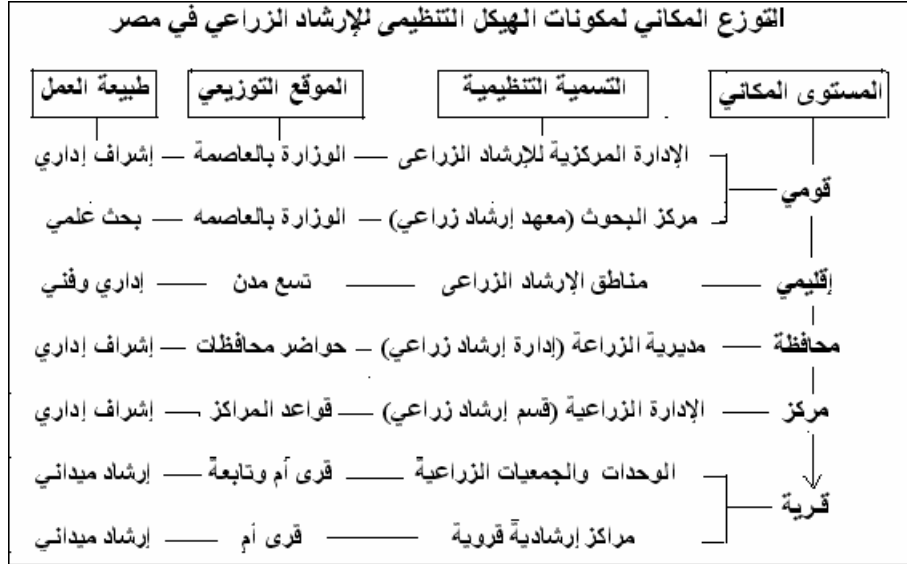 التوزع المكاني لمكونات الهيكل التنظيمى للإرشاد الزراعي في مصر
المستوى المكاني التسمية التنظيمية الموقع التوزيعي طبيعة العمل
الإدارة المركزية للإرشاد الزراعى الوزارة بالعاصمة إشراف إداري
قومي
مركز البحوث (معهد إرشاد زراعي) الوزارة بالعاصمه بحث علمي
إقليمي مناطق الإرشاد الزراعى تسع مدن إداري وفني
محافظة مديرية الزراعة (إدارة إرشاد زراعي) حواضر محافظات إشراف إداري
مركز الإدارة الزراعية (قسم إرشاد زراعي) قواعد المراكز إشراف إداري
الوحدات والجمعيات الزراعية قرى أم وتابعة إرشاد ميداني
قرية
مراكز إرشادية قروية قرى أم إرشاد ميداني